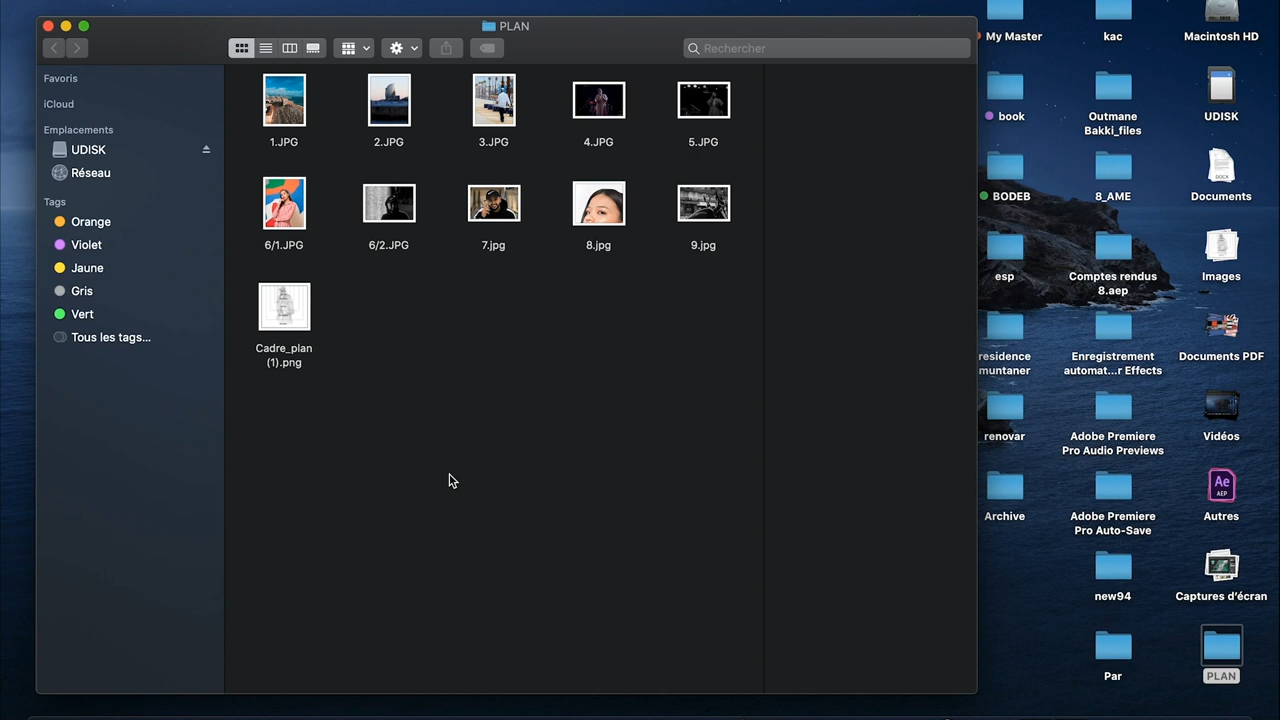 PLAN
Rechercher
Favoris
iCloud
Emplacements
UDISK
Réseau
Tags
Orange
Violet
Jaune
Gris
Vert
Tous les tags...
1.JPG
2.JPG
3.JPG
4.JPG
5.JPG
6/1.JPG
6/2.JPG
7.jpg
8.jpg
9.jpg
Cadre_plan
(1).png
My Master
kac
Macintosh HD
book
Outmane
Bakki_files
UDISK
DOCX
BODEB
8_AME
Documents
esp
Comptes rendus
8.aep
Images
residence
muntaner
Enregistrement
automat...r Effects
Documents PDF
renovar
Adobe Premiere
Pro Audio Previews
Vidéos
Ae
AEP
Archive
Adobe Premiere
Pro Auto-Save
Autres
new94
Captures d'écran
Par
PLAN